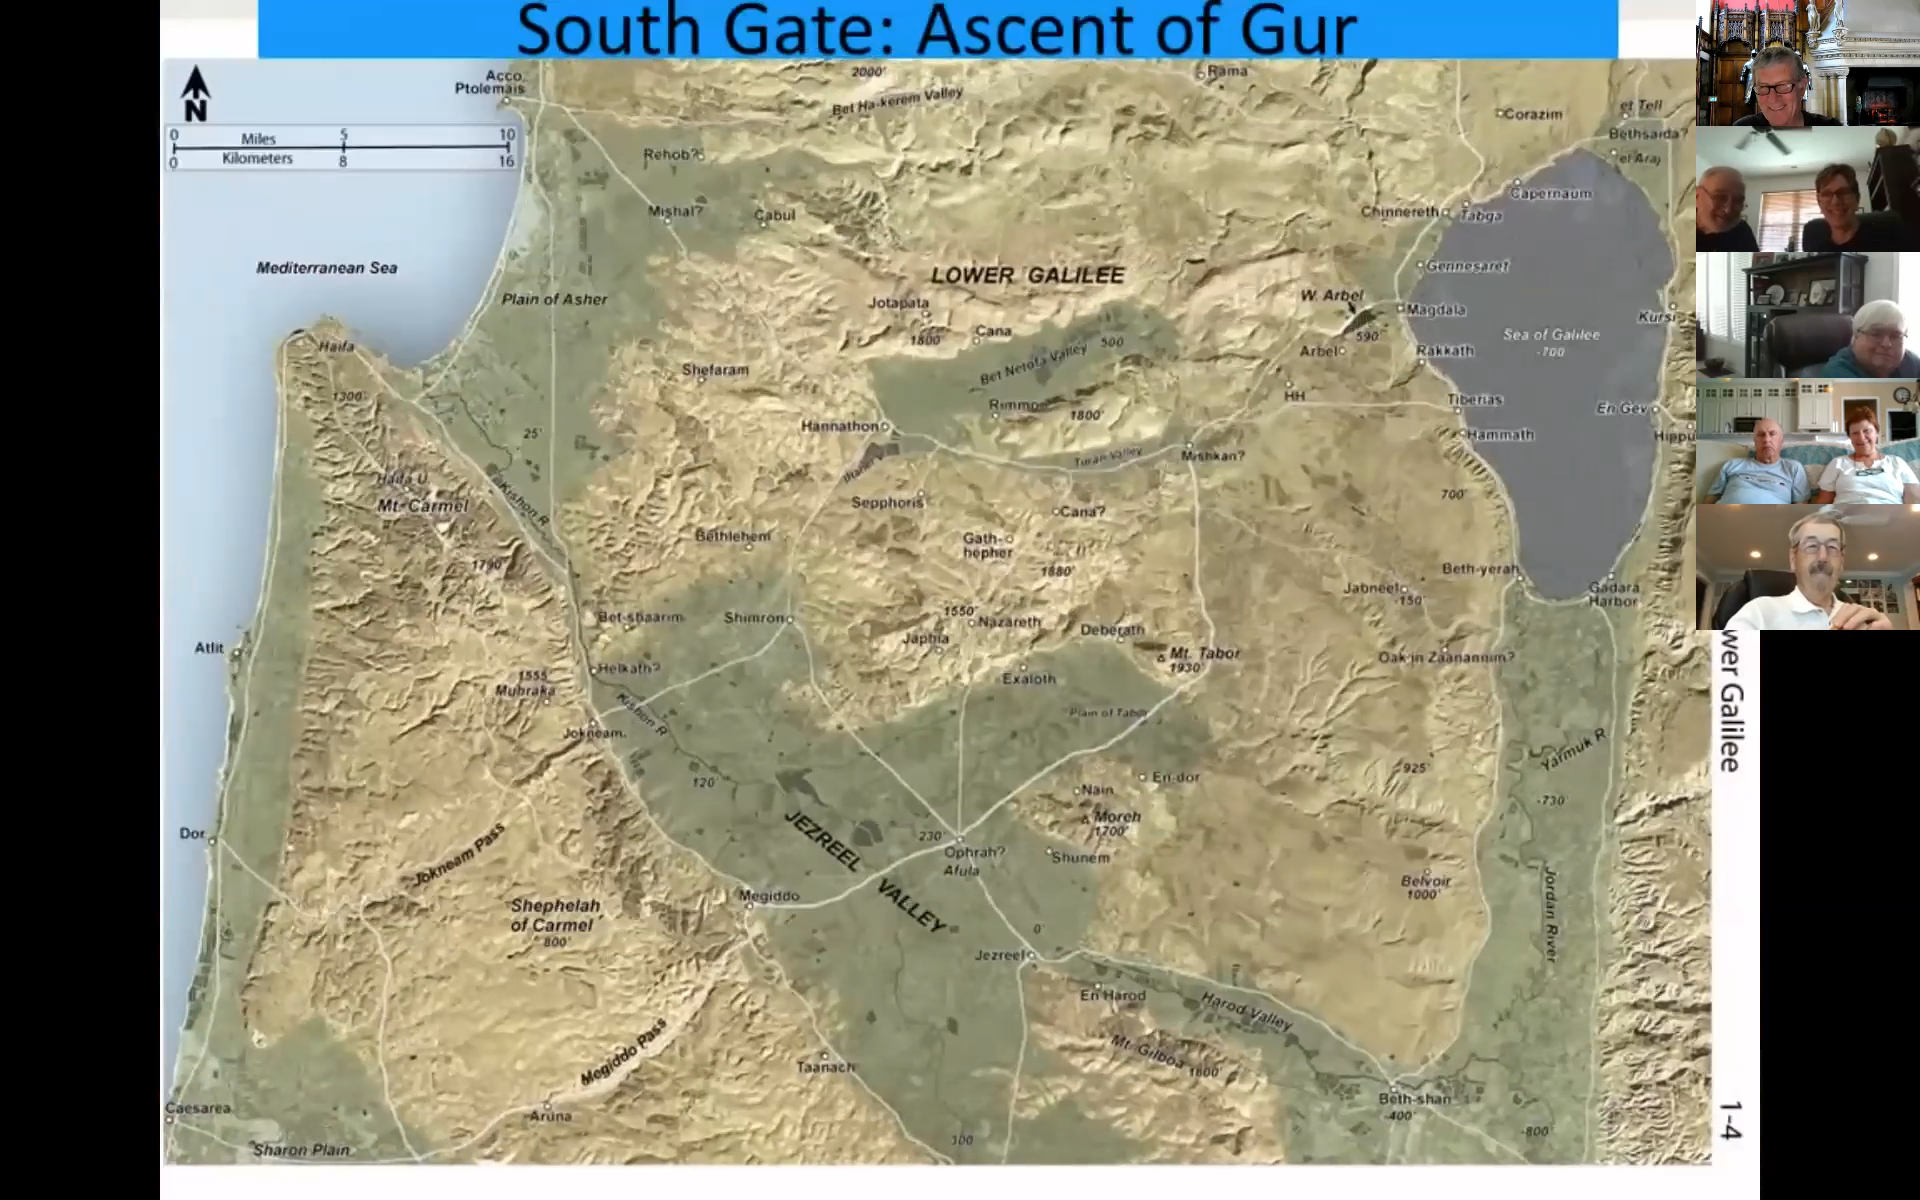 South Gate: Ascent of Gur
N
0 5 10
Miles
Kilometers
0 8 16
Acco
Ptolemais
2000'
Bet Ha-kerem Valley
Rama
Corazim
et Tell
Bethsaida?
el Araj
Rehob?
Mishal?
Cabul
Capernaum
Chinnereth
Tabga
Mediterranean Sea
Plain of Asher
LOWER GALILEE
Gennesaret
Jotapata
1800'
Cana
W. Arbel
590'
Magdala
Kursi
Sea of Galilee
-700
Haifa
Bet Netofa Valley
500
Arbel
Rakkath
Shefaram
1300'
Rimmon
1800'
HH
Tiberias
En Gev
Hannathon
25'
Hammath
Hippu
Turan Valley
Mishkan?
Haifa U.
Mt. Carmel
Kishon R
Sepphoris
Cana?
700'
Bethlehem
Gath-
hepher
1880'
1790'
Beth-yerah
Jabneel
-150'
Gadara
Harbor
Bet-shaarim
Shimron
1550'
Nazareth
Japhia
Deberath
Mt. Tabor
1930'
Atlit
Oak in Zaanannim?
Helkath?
1555'
Muhraka
Exaloth
Kishon R
Plain of Tabor
Jokneam
Yarmuk R
wer Galilee
120'
925'
En-dor
Nain
Moreh
1700'
-730'
Dor
JEZREEL VALLEY
230'
Ophrah?
Afula
Shunem
Jokneam Pass
Belvoir
1000'
Jordan River
Shephelah
of Carmel
800'
Megiddo
0'
Jezreel
En Harod
Harod Valley
Megiddo Pass
Mt. Gilboa
1600'
Taanach
Beth-shan
-400'
Caesarea
Aruna
-800'
1-4
Sharon Plain
300